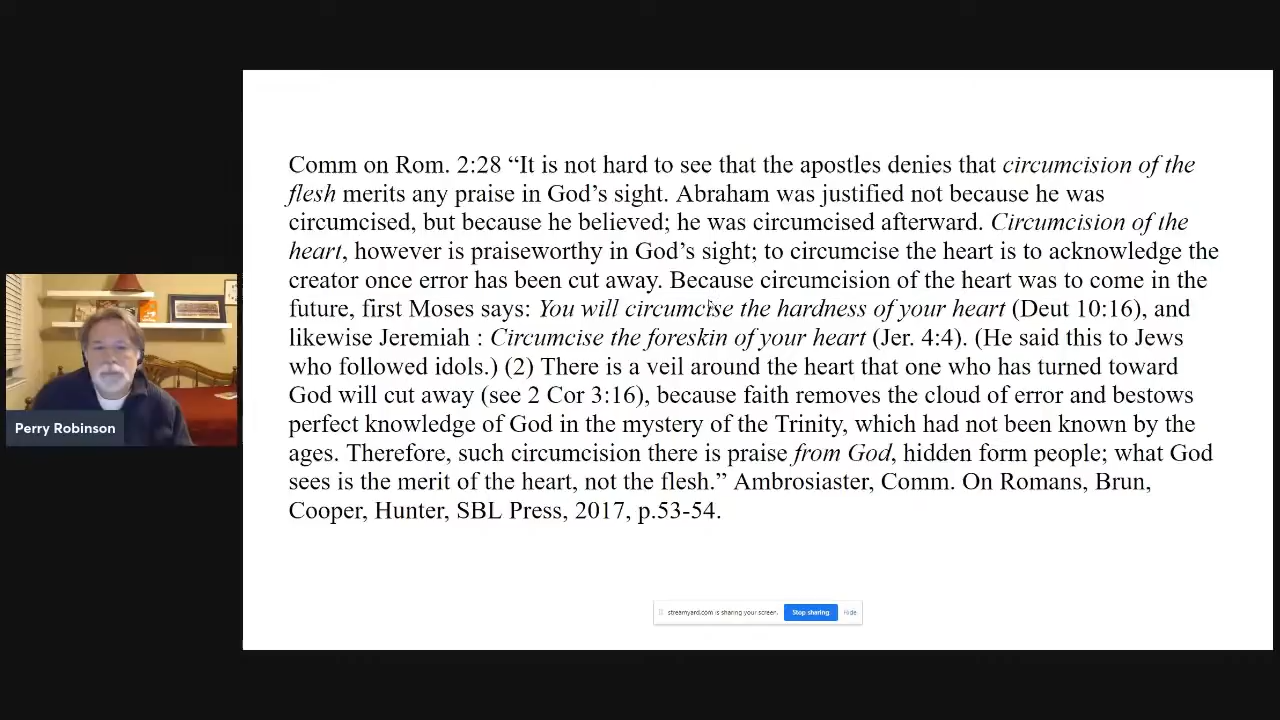 Comm on Rom. 2:28 “It is not hard to see that the apostles denies that circumcision of the
flesh merits any praise in God’s sight. Abraham was justified not because he was
circumcised, but because he believed; he was circumcised afterward. Circumcision of the
heart, however is praiseworthy in God’s sight; to circumcise the heart is to acknowledge the
creator once error has been cut away. Because circumcision of the heart was to come in the
future, first Moses says: You will circumcise the hardness of your heart (Deut 10:16), and
likewise Jeremiah : Circumcise the foreskin of your heart (Jer. 4:4). (He said this to Jews
who followed idols.) (2) There is a veil around the heart that one who has turned toward
God will cut away (see 2 Cor 3:16), because faith removes the cloud of error and bestows
perfect knowledge of God in the mystery of the Trinity, which had not been known by the
ages. Therefore, such circumcision there is praise from God, hidden form people; what God
sees is the merit of the heart, not the flesh.” Ambrosiaster, Comm. On Romans, Brun,
Cooper, Hunter, SBL Press, 2017, p.53-54.
Perry Robinson
streamyard.com is sharing your screen. Stop sharing Hide